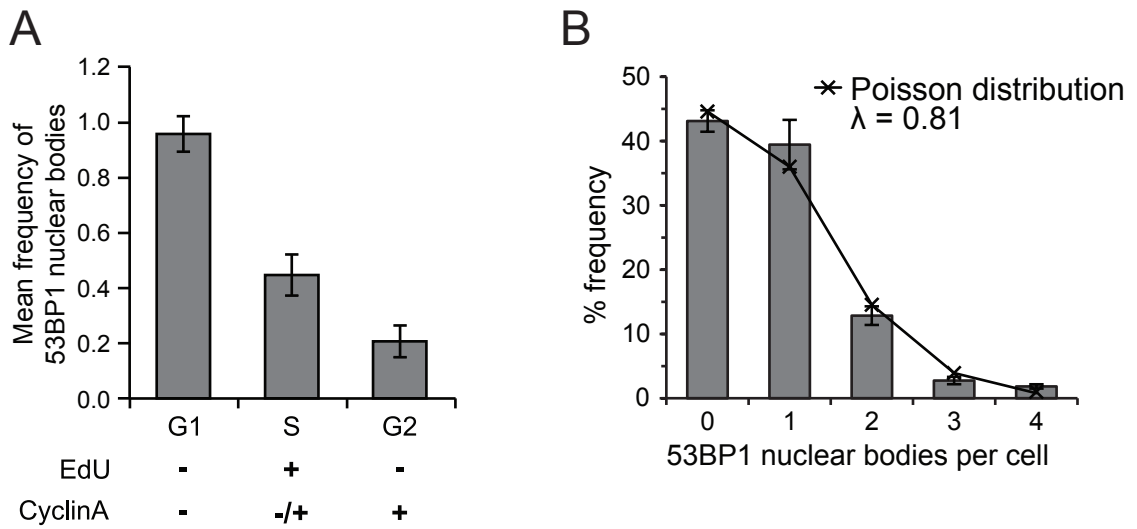 A
Mean frequency of
53BP1 nuclear bodies
1.2
1.0
0.8
0.6
0.4
0.2
0.0
G1 S G2
EdU - + -
CyclinA - -/+ +
B
% frequency
50
40
30
20
10
0
Poisson distribution
λ = 0.81
0 1 2 3 4
53BP1 nuclear bodies per cell